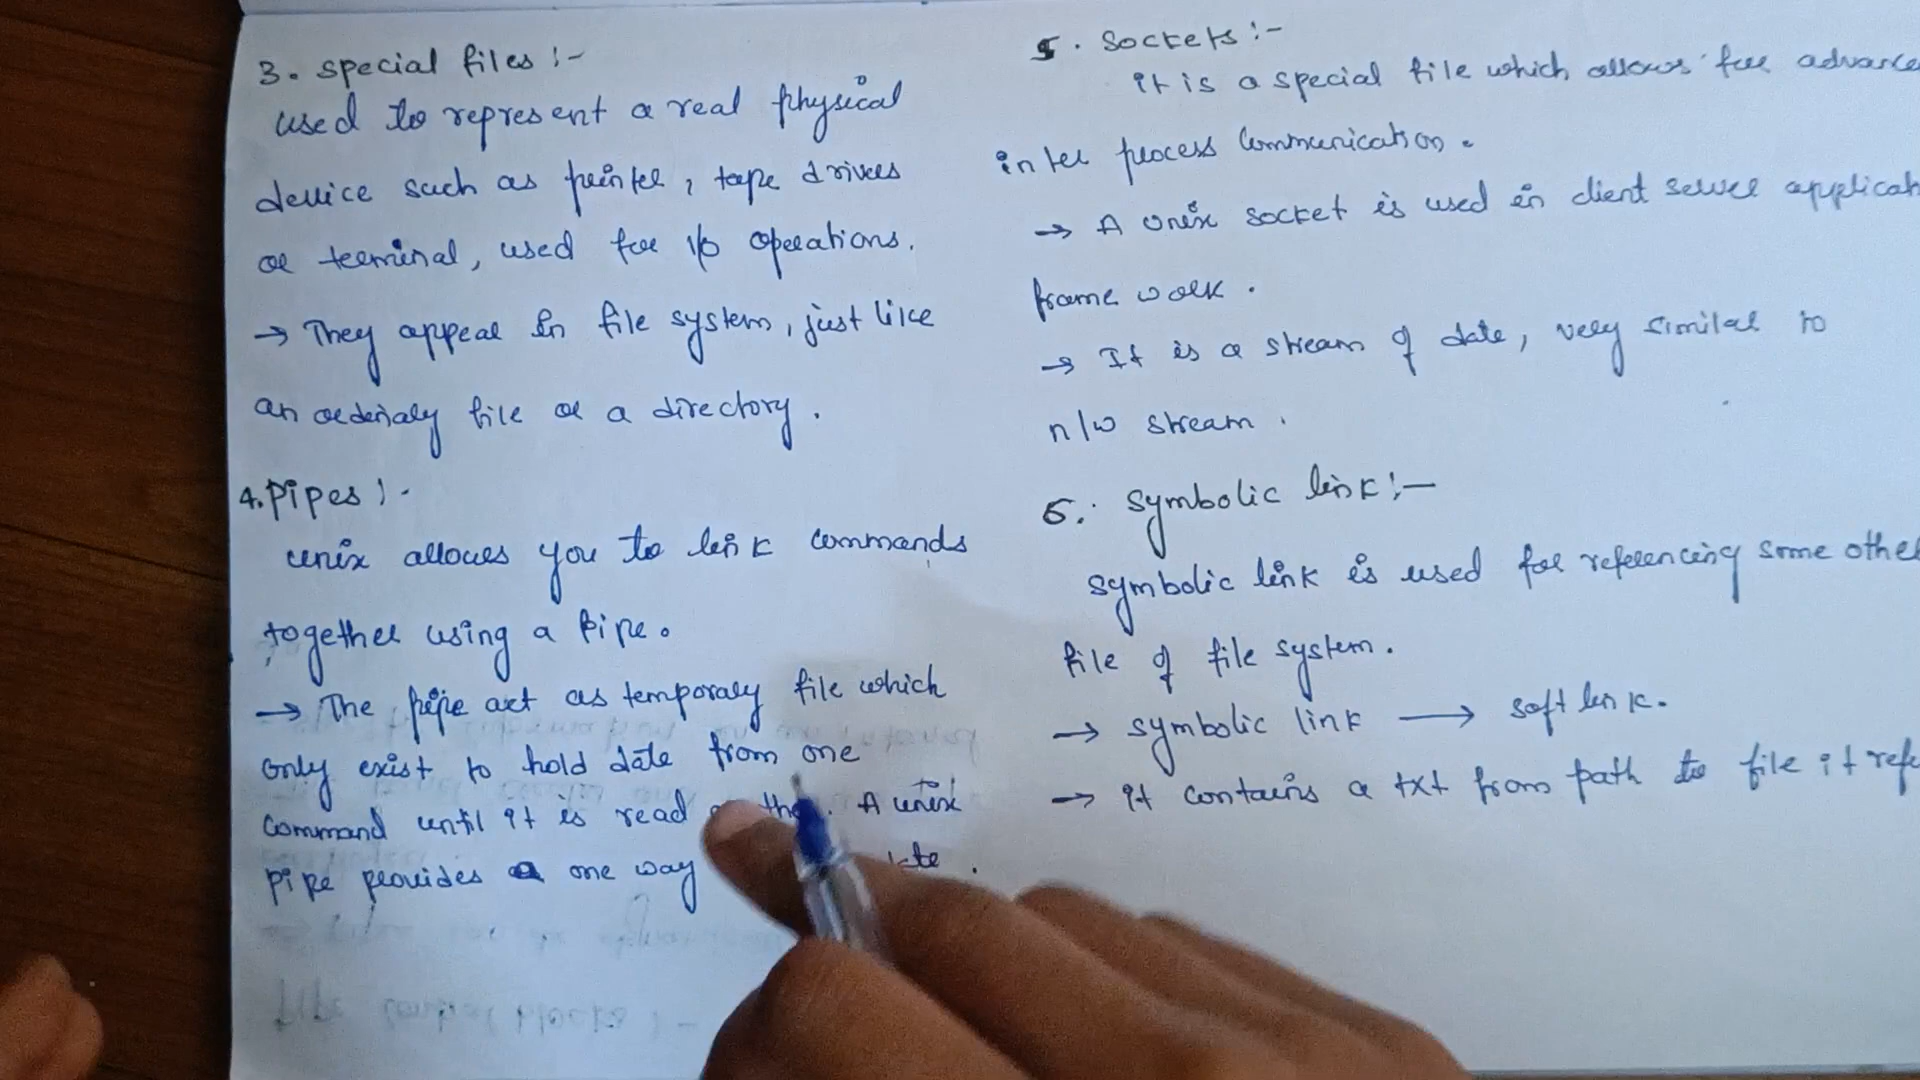 3. special files :-
used to represent a real physical
device such as printer, tape drives
or terminal, used for I/O operations.
→ They appear in file system, just like
an ordinary file or a directory.
4. Pipes :-
unix allows you to link commands
together using a Pipe.
→ The pipe act as temporary file which
only exist to hold date from one
command until it is read A unix
pipe provides a one way
5. Sockets :-
it is a special file which allows for advance
inter process Communication.
→ A unix socket is used in client server applicat
frame work.
→ It is a stream of date, very similar to
n/w stream.
6. symbolic link :-
symbolic link is used for referencing some other
file of file system.
→ symbolic link → soft link.
→ it contains a txt from path to file it refe